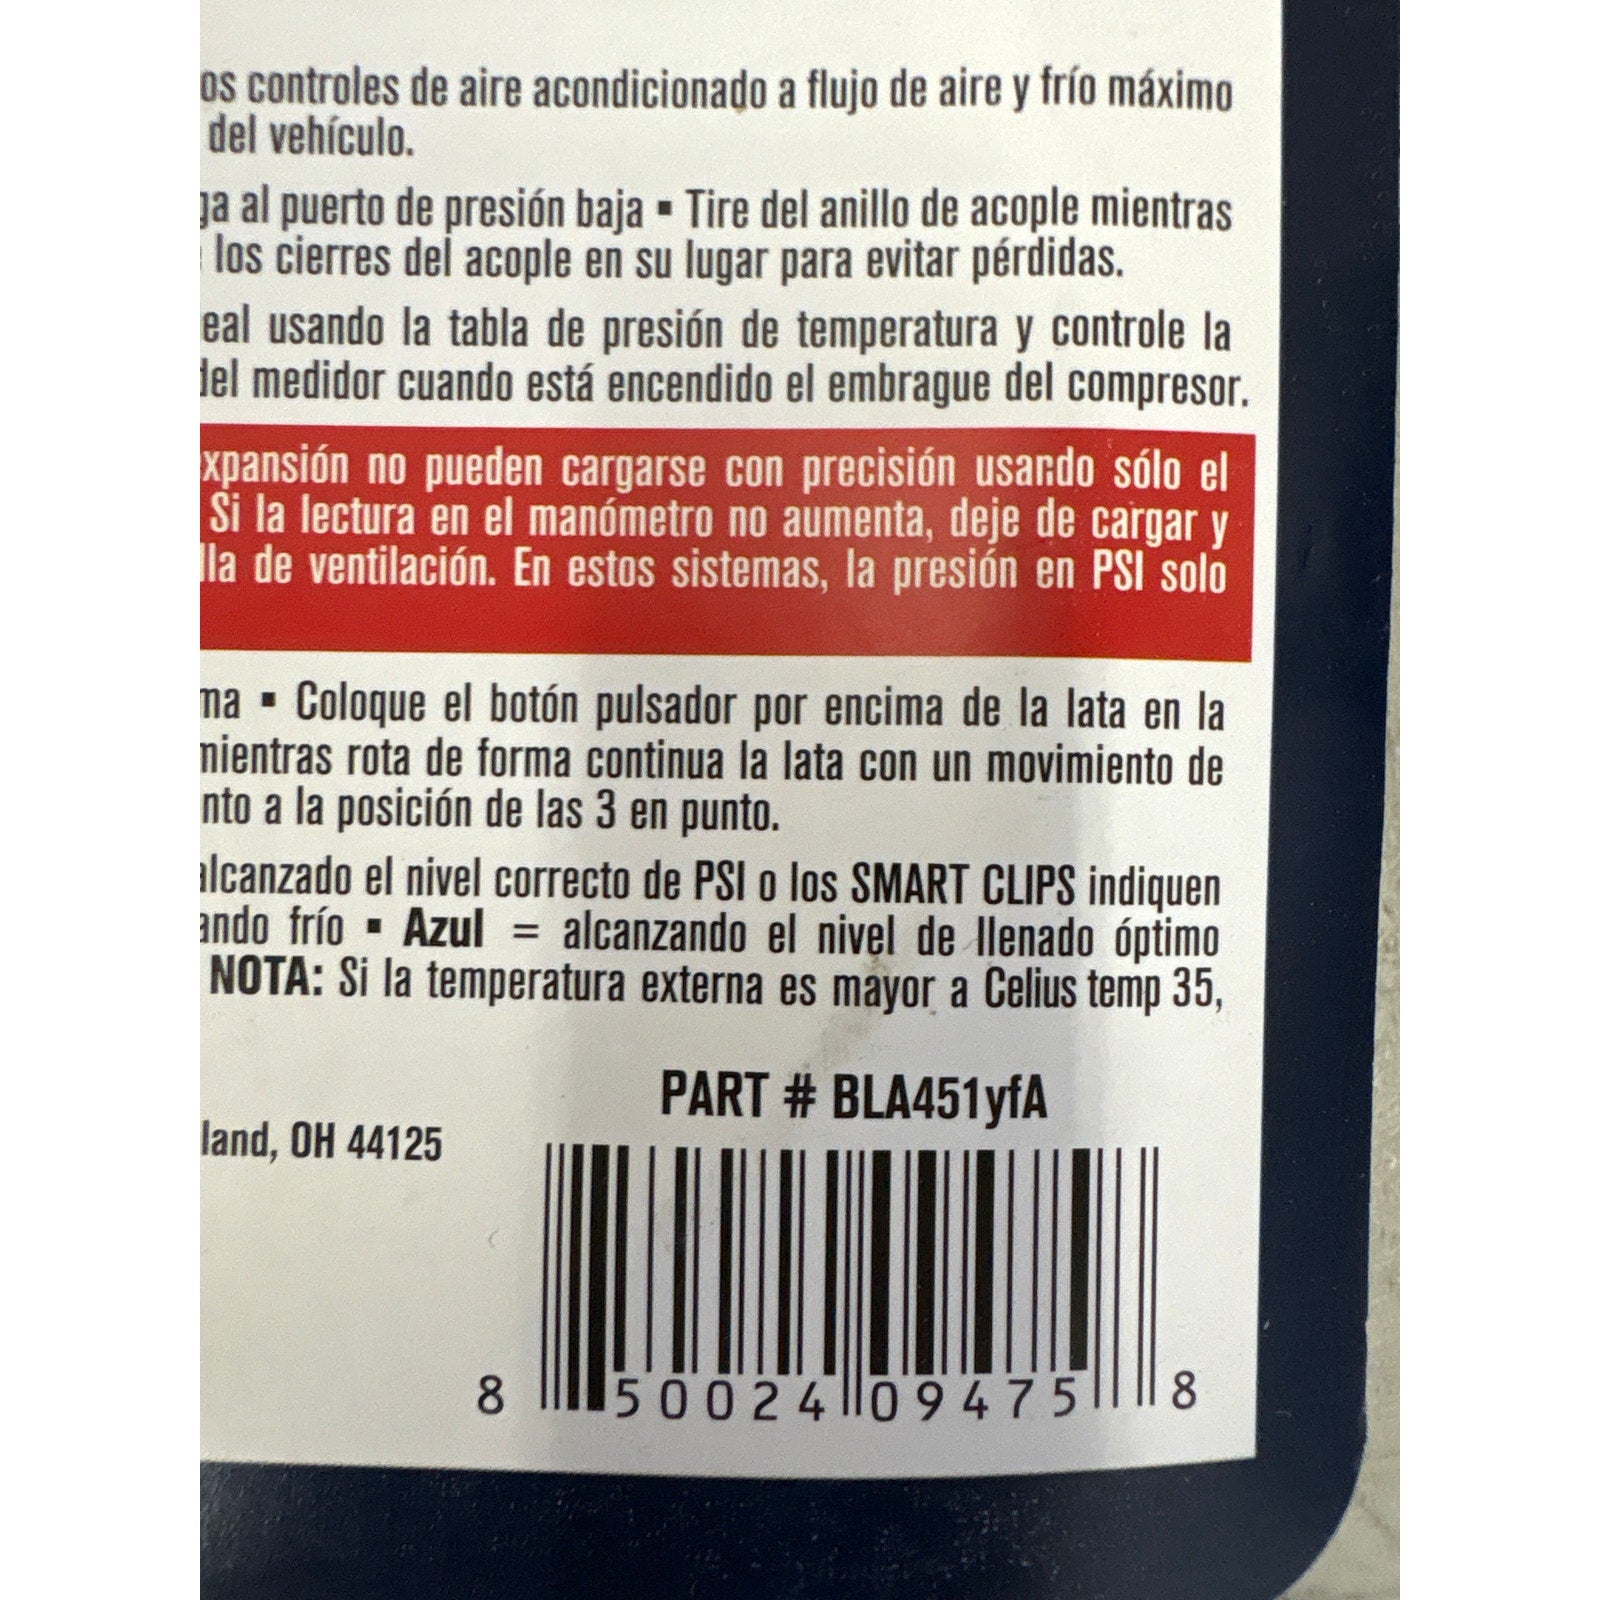 os controles de aire acondicionado a flujo de aire y frío máximo
del vehículo.
al puerto de presión baja ▪ Tire del anillo de acople mientras
los cierres del acople en su lugar para evitar pérdidas.
eal usando la tabla de presión de temperatura y controle la
del medidor cuando está encendido el embrague del compresor.
xpansión no pueden cargarse con precisión usando sólo el
Si la lectura en el manómetro no aumenta, deje de cargar y
lla de ventilación. En estos sistemas, la presión en PSI solo
ma ▪ Coloque el botón pulsador por encima de la lata en la
mientras rota de forma continua la lata con un movimiento de
nto a la posición de las 3 en punto.
alcanzado el nivel correcto de PSI o los SMART CLIPS indiquen
ando frío ▪ Azul = alcanzando el nivel de llenado óptimo
NOTA: Si la temperatura externa es mayor a Celius temp 35,
PART # BLA451yfA
land, OH 44125
8 50024 09475 8